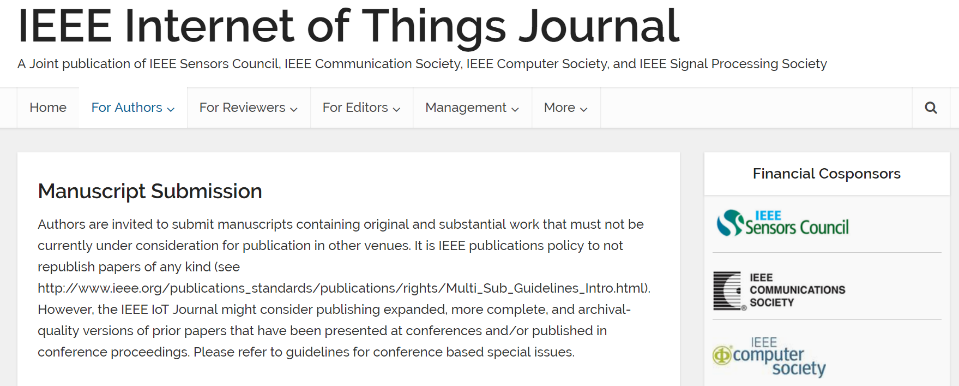 IEEE Internet of Things Journal
A Joint publication of IEEE Sensors Council, IEEE Communication Society, IEEE Computer Society, and IEEE Signal Processing Society
Home For Authors For Reviewers For Editors Management More
Manuscript Submission
Authors are invited to submit manuscripts containing original and substantial work that must not be
currently under consideration for publication in other venues. It is IEEE publications policy to not
republish papers of any kind (see
http://www.ieee.org/publications_standards/publications/rights/Multi_Sub_Guidelines_Intro.html).
However, the IEEE IoT Journal might consider publishing expanded, more complete, and archival-
quality versions of prior papers that have been presented at conferences and/or published in
conference proceedings. Please refer to guidelines for conference based special issues.
Financial Cosponsors
IEEE
Sensors Council
IEEE
COMMUNICATIONS
SOCIETY
IEEE
computer
society